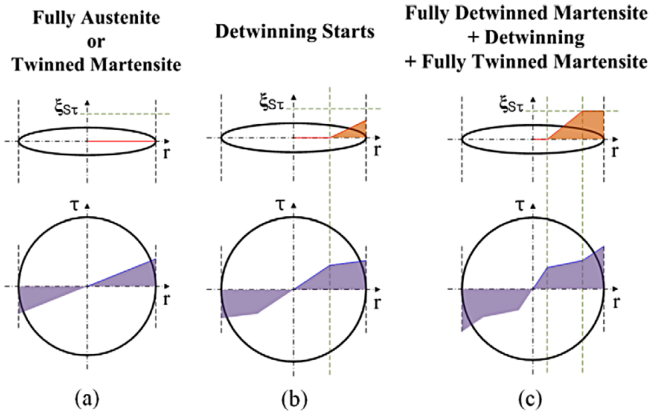 Fully Austenite
or
Twinned Martensite
Detwinning Starts
Fully Detwinned Martensite
+ Detwinning
+ Fully Twinned Martensite
ξSτ
r
ξSτ
r
ξSτ
r
τ
r
τ
r
τ
r
(a)
(b)
(c)